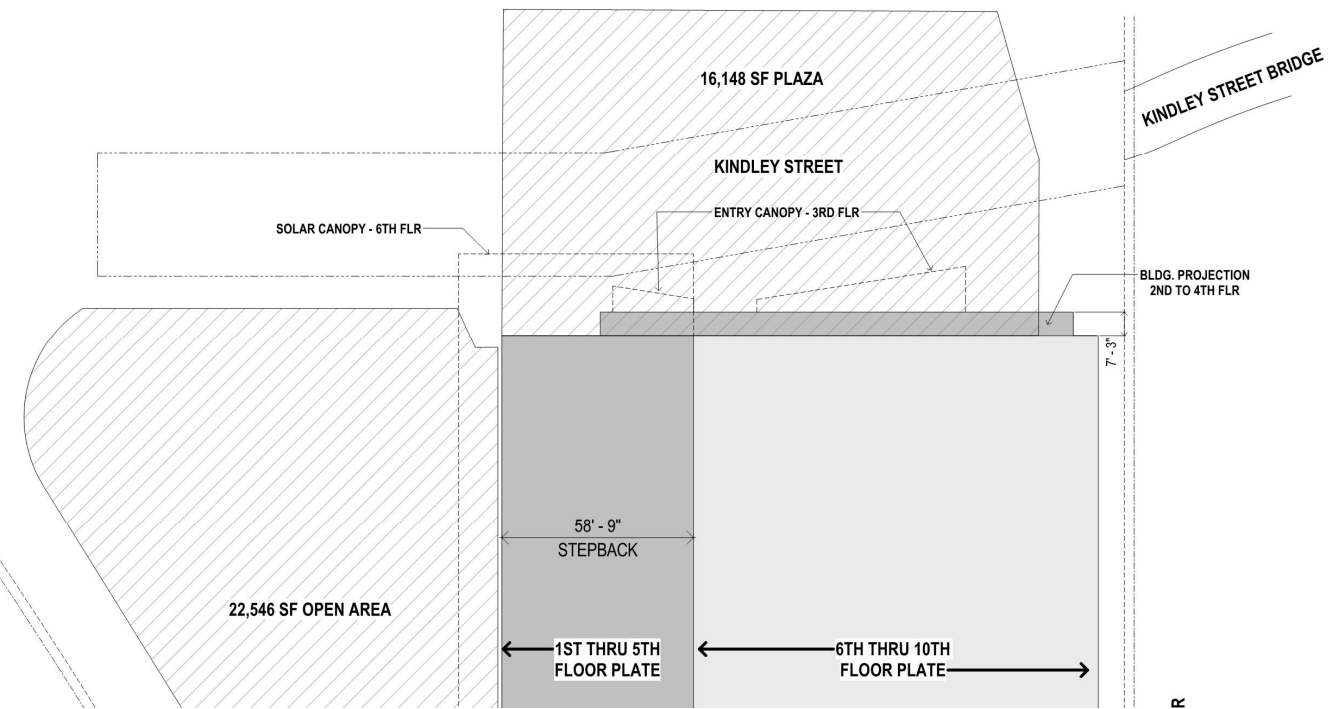 16,148 SF PLAZA
KINDLEY STREET BRIDGE
KINDLEY STREET
ENTRY CANOPY - 3RD FLR
SOLAR CANOPY - 6TH FLR
BLDG. PROJECTION
2ND TO 4TH FLR
7' - 3"
58' - 9"
STEPBACK
22,546 SF OPEN AREA
1ST THRU 5TH
FLOOR PLATE
6TH THRU 10TH
FLOOR PLATE
R